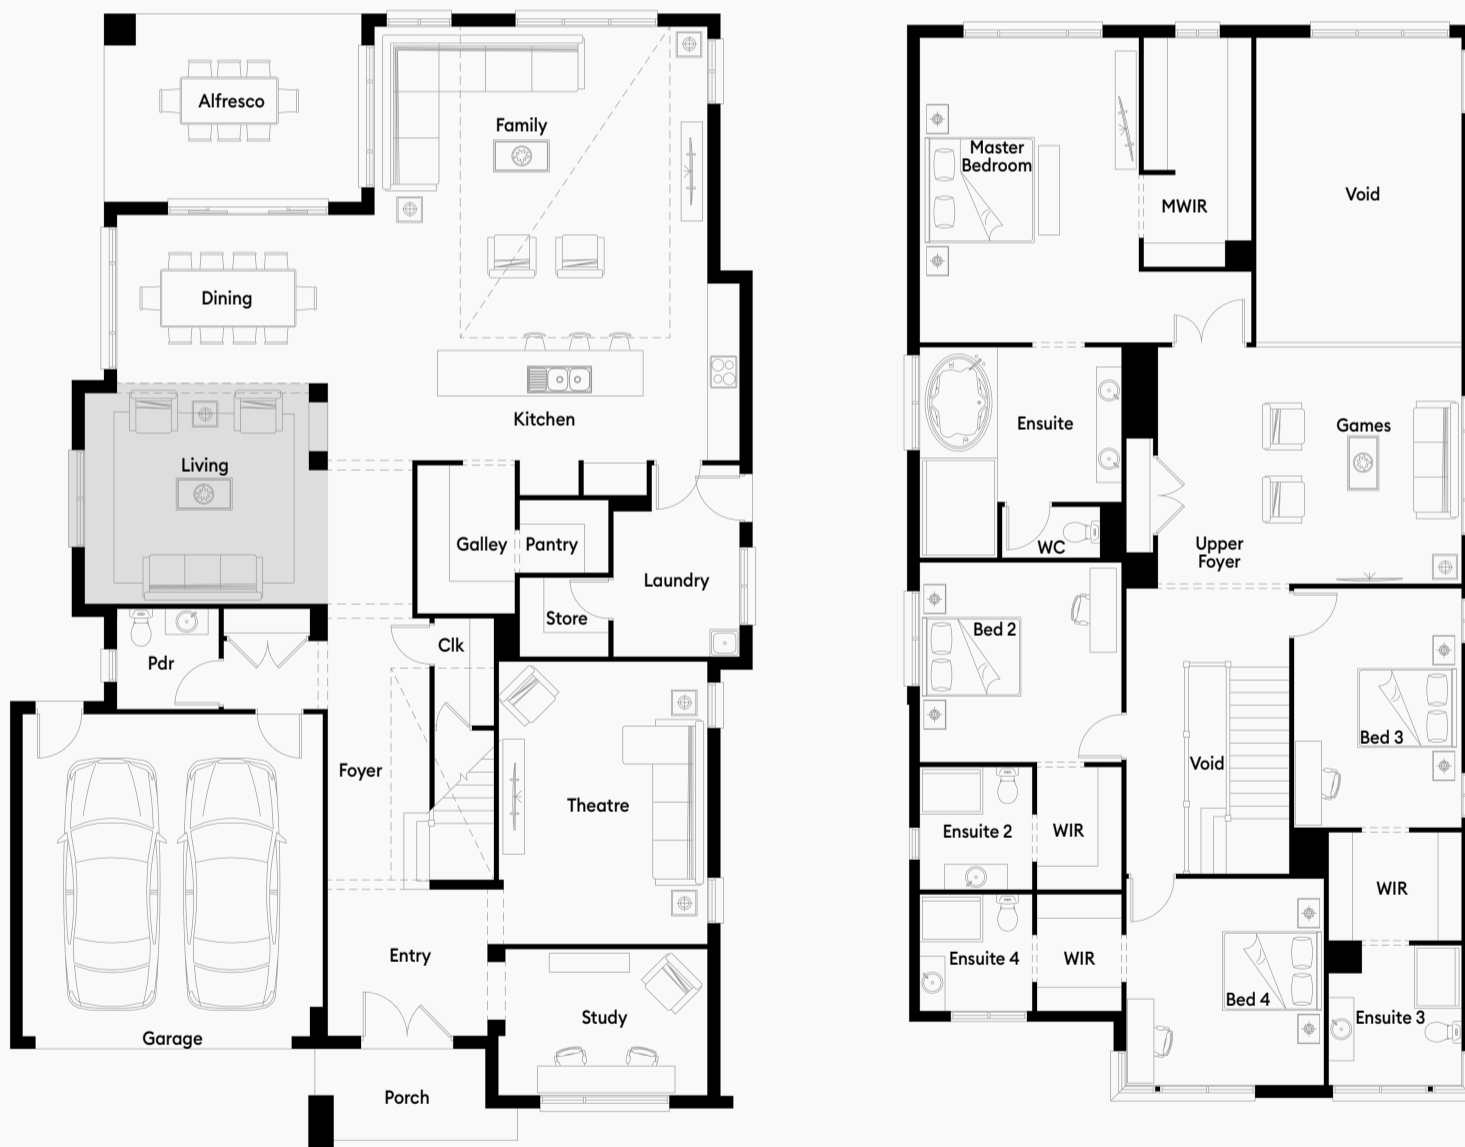 Alfresco
Family
Dining
Kitchen
Living
Galley
Pantry
Laundry
Store
Clk
Pdr
Foyer
Theatre
Entry
Study
Garage
Porch
Master
Bedroom
MWIR
Void
Ensuite
Games
WC
Upper
Foyer
Bed 2
Bed 3
Void
Ensuite 2
WIR
WIR
Ensuite 4
WIR
Bed 4
Ensuite 3